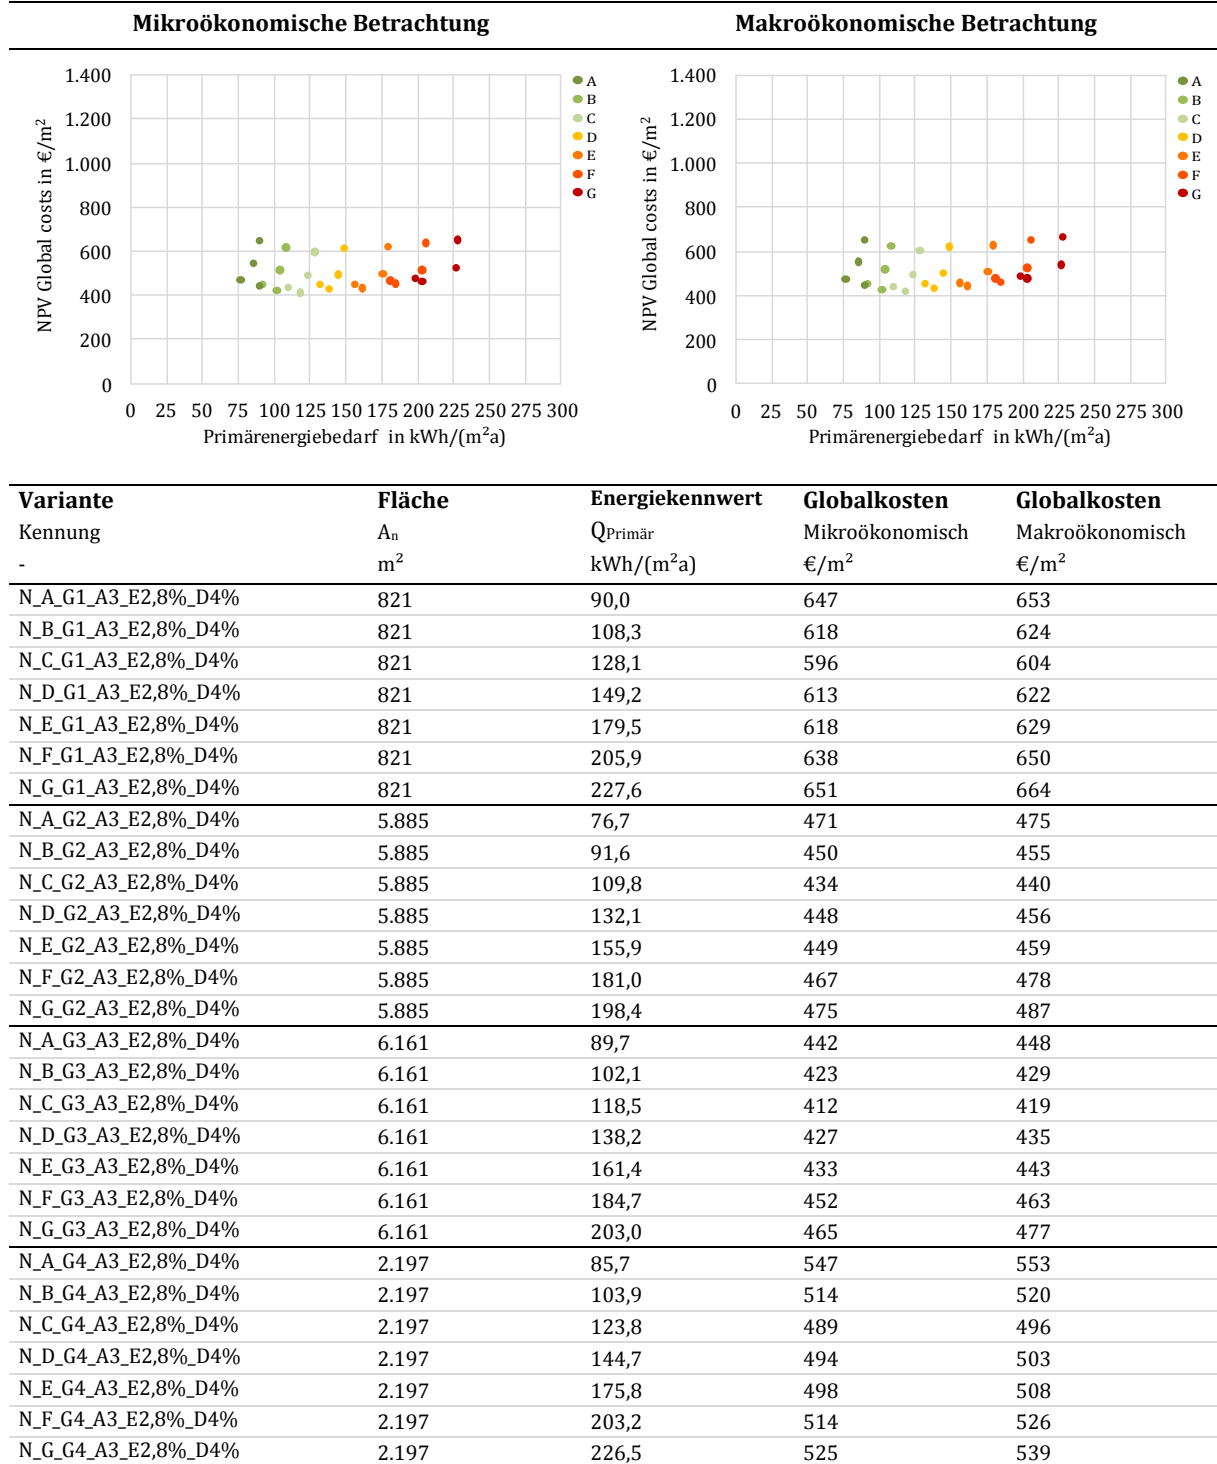 Mikroökonomische Betrachtung
Makroökonomische Betrachtung
NPV Global costs in €/m²
1.400
1.200
1.000
800
600
400
200
0
0 25 50 75 100 125 150 175 200 225 250 275 300
Primärenergiebedarf in kWh/(m²a)
A
B
C
D
E
F
G
NPV Global costs in €/m²
1.400
1.200
1.000
800
600
400
200
0
0 25 50 75 100 125 150 175 200 225 250 275 300
Primärenergiebedarf in kWh/(m²a)
A
B
C
D
E
F
G
Variante Fläche Energiekennwert Globalkosten Globalkosten
Kennung An QPrimär Mikroökonomisch Makroökonomisch
- m² kWh/(m²a) €/m² €/m²
N_A_G1_A3_E2,8%_D4% 821 90,0 647 653
N_B_G1_A3_E2,8%_D4% 821 108,3 618 624
N_C_G1_A3_E2,8%_D4% 821 128,1 596 604
N_D_G1_A3_E2,8%_D4% 821 149,2 613 622
N_E_G1_A3_E2,8%_D4% 821 179,5 618 629
N_F_G1_A3_E2,8%_D4% 821 205,9 638 650
N_G_G1_A3_E2,8%_D4% 821 227,6 651 664
N_A_G2_A3_E2,8%_D4% 5.885 76,7 471 475
N_B_G2_A3_E2,8%_D4% 5.885 91,6 450 455
N_C_G2_A3_E2,8%_D4% 5.885 109,8 434 440
N_D_G2_A3_E2,8%_D4% 5.885 132,1 448 456
N_E_G2_A3_E2,8%_D4% 5.885 155,9 449 459
N_F_G2_A3_E2,8%_D4% 5.885 181,0 467 478
N_G_G2_A3_E2,8%_D4% 5.885 198,4 475 487
N_A_G3_A3_E2,8%_D4% 6.161 89,7 442 448
N_B_G3_A3_E2,8%_D4% 6.161 102,1 423 429
N_C_G3_A3_E2,8%_D4% 6.161 118,5 412 419
N_D_G3_A3_E2,8%_D4% 6.161 138,2 427 435
N_E_G3_A3_E2,8%_D4% 6.161 161,4 433 443
N_F_G3_A3_E2,8%_D4% 6.161 184,7 452 463
N_G_G3_A3_E2,8%_D4% 6.161 203,0 465 477
N_A_G4_A3_E2,8%_D4% 2.197 85,7 547 553
N_B_G4_A3_E2,8%_D4% 2.197 103,9 514 520
N_C_G4_A3_E2,8%_D4% 2.197 123,8 489 496
N_D_G4_A3_E2,8%_D4% 2.197 144,7 494 503
N_E_G4_A3_E2,8%_D4% 2.197 175,8 498 508
N_F_G4_A3_E2,8%_D4% 2.197 203,2 514 526
N_G_G4_A3_E2,8%_D4% 2.197 226,5 525 539